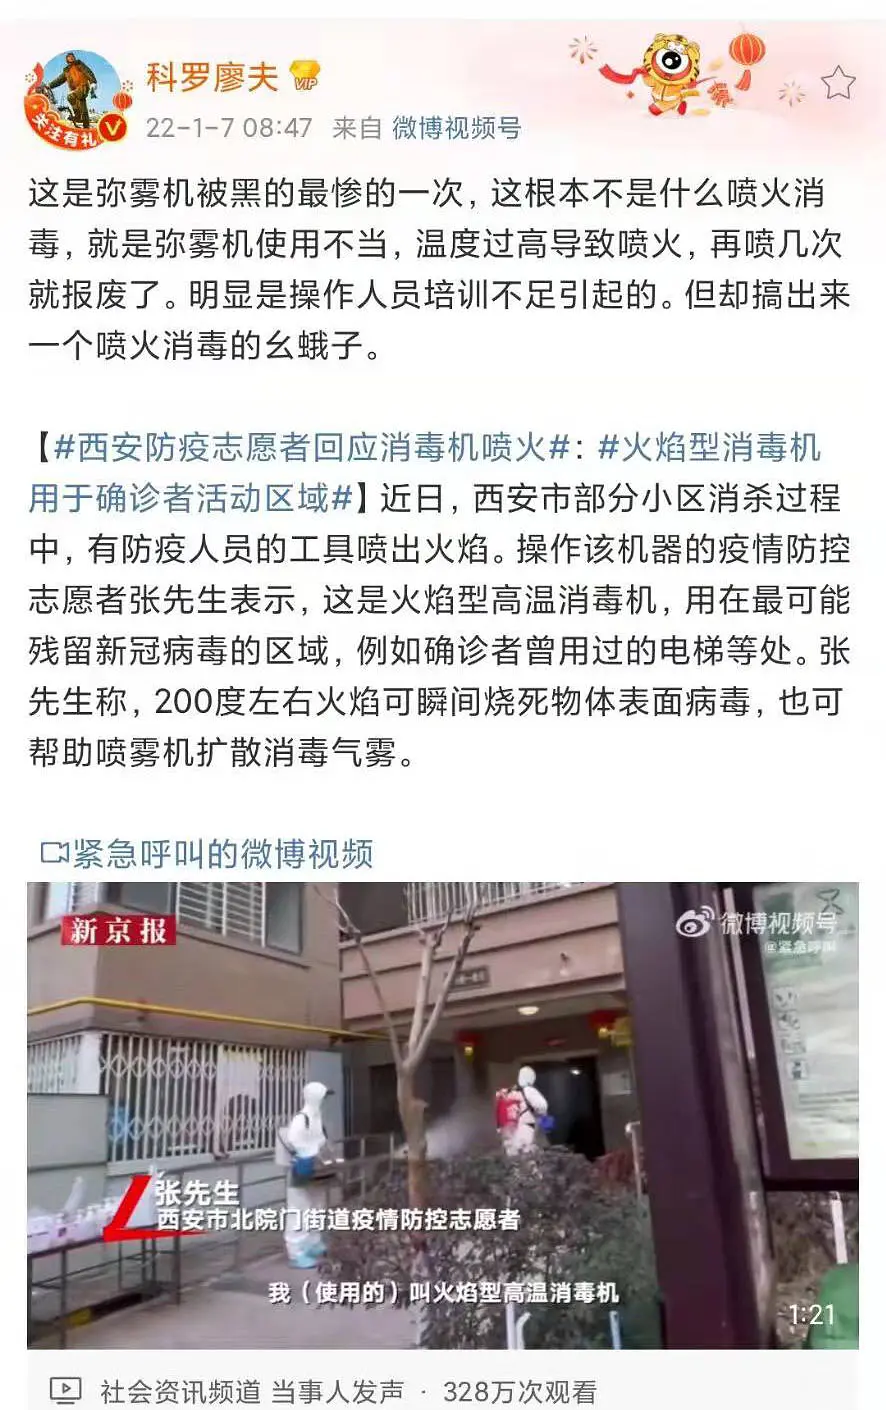 科罗廖夫
VIP
关注有礼
22-1-7 08:47 来自 微博视频号
这是弥雾机被黑的最惨的一次，这根本不是什么喷火消
毒，就是弥雾机使用不当，温度过高导致喷火，再喷几次
就报废了。明显是操作人员培训不足引起的。但却搞出来
一个喷火消毒的幺蛾子。
【#西安防疫志愿者回应消毒机喷火#：#火焰型消毒机
用于确诊者活动区域#】近日，西安市部分小区消杀过程
中，有防疫人员的工具喷出火焰。操作该机器的疫情防控
志愿者张先生表示，这是火焰型高温消毒机，用在最可能
残留新冠病毒的区域，例如确诊者曾用过的电梯等处。张
先生称，200度左右火焰可瞬间烧死物体表面病毒，也可
帮助喷雾机扩散消毒气雾。
紧急呼叫的微博视频
新京报
微博视频号
@紧急呼叫
张先生
西安市北院门街道疫情防控志愿者
我（使用的）叫火焰型高温消毒机
1:21
社会资讯频道 当事人发声 · 328万次观看